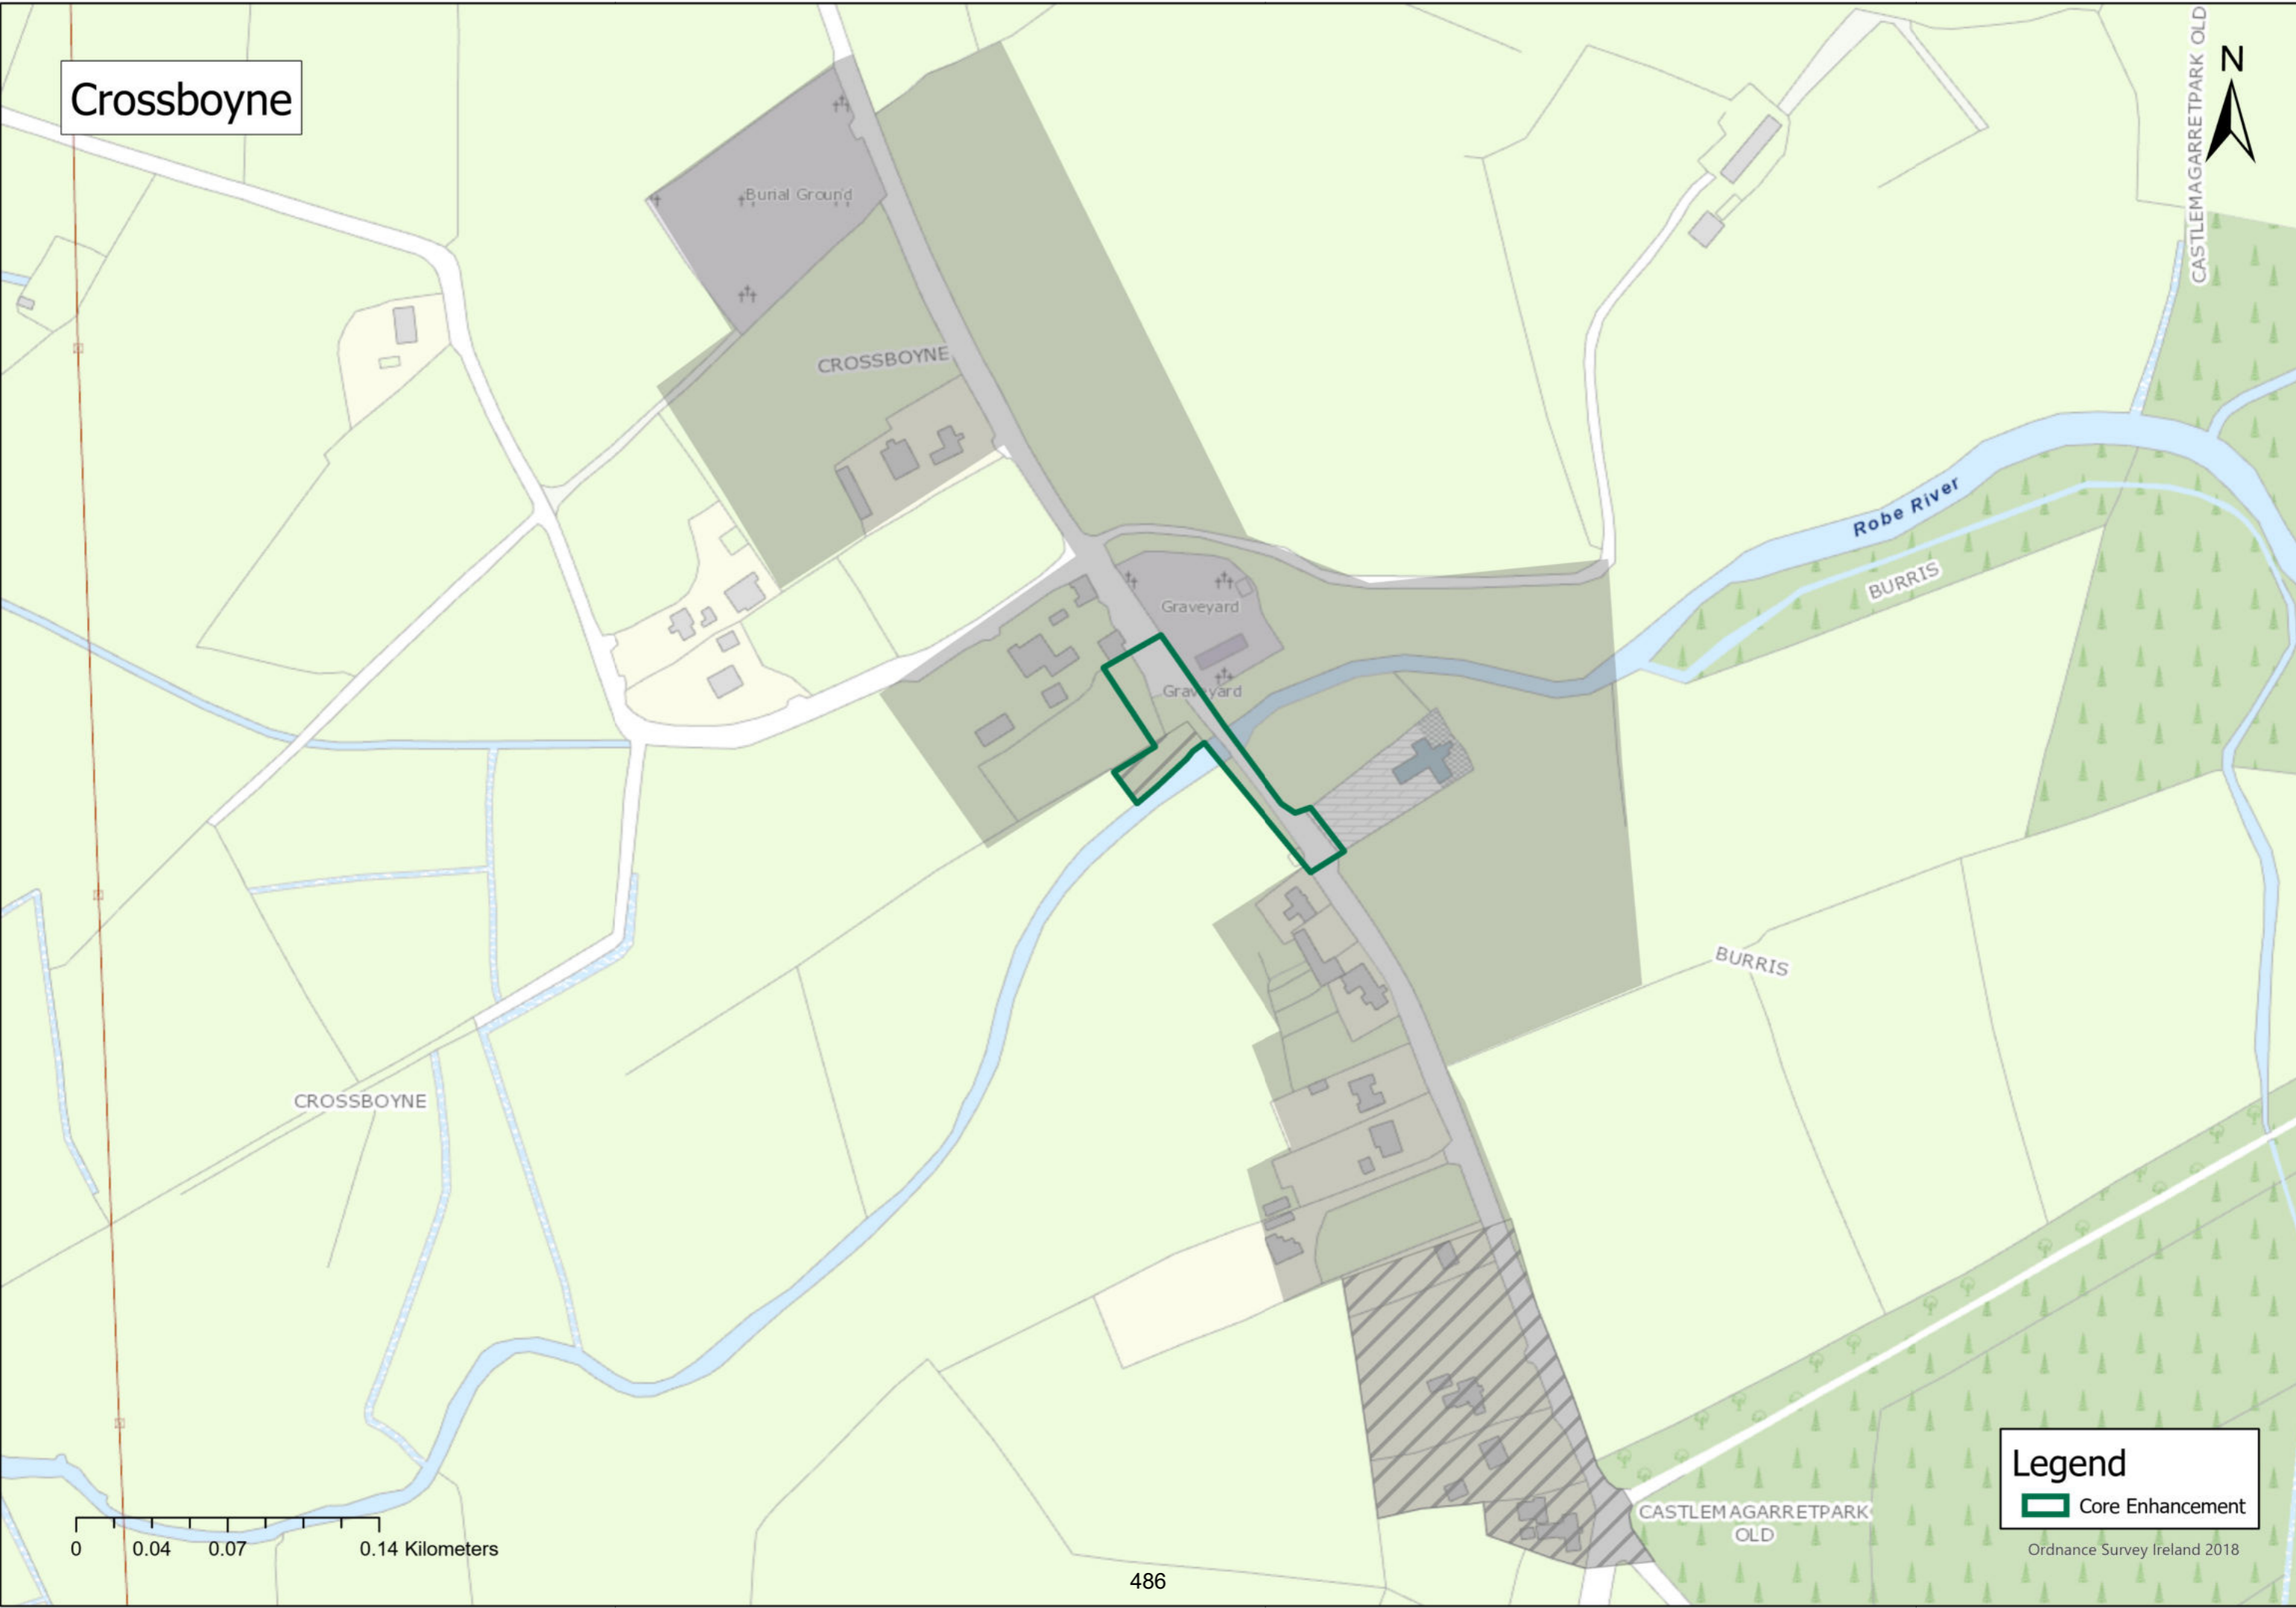 Crossboyne
N
CASTLEMAGARRETPARK OLD
Burial Ground
CROSSBOYNE
Robe River
BURRIS
Graveyard
Graveyard
BURRIS
CROSSBOYNE
Legend
Core Enhancement
CASTLEMAGARRETPARK
OLD
0 0.04 0.07 0.14 Kilometers
Ordnance Survey Ireland 2018
486